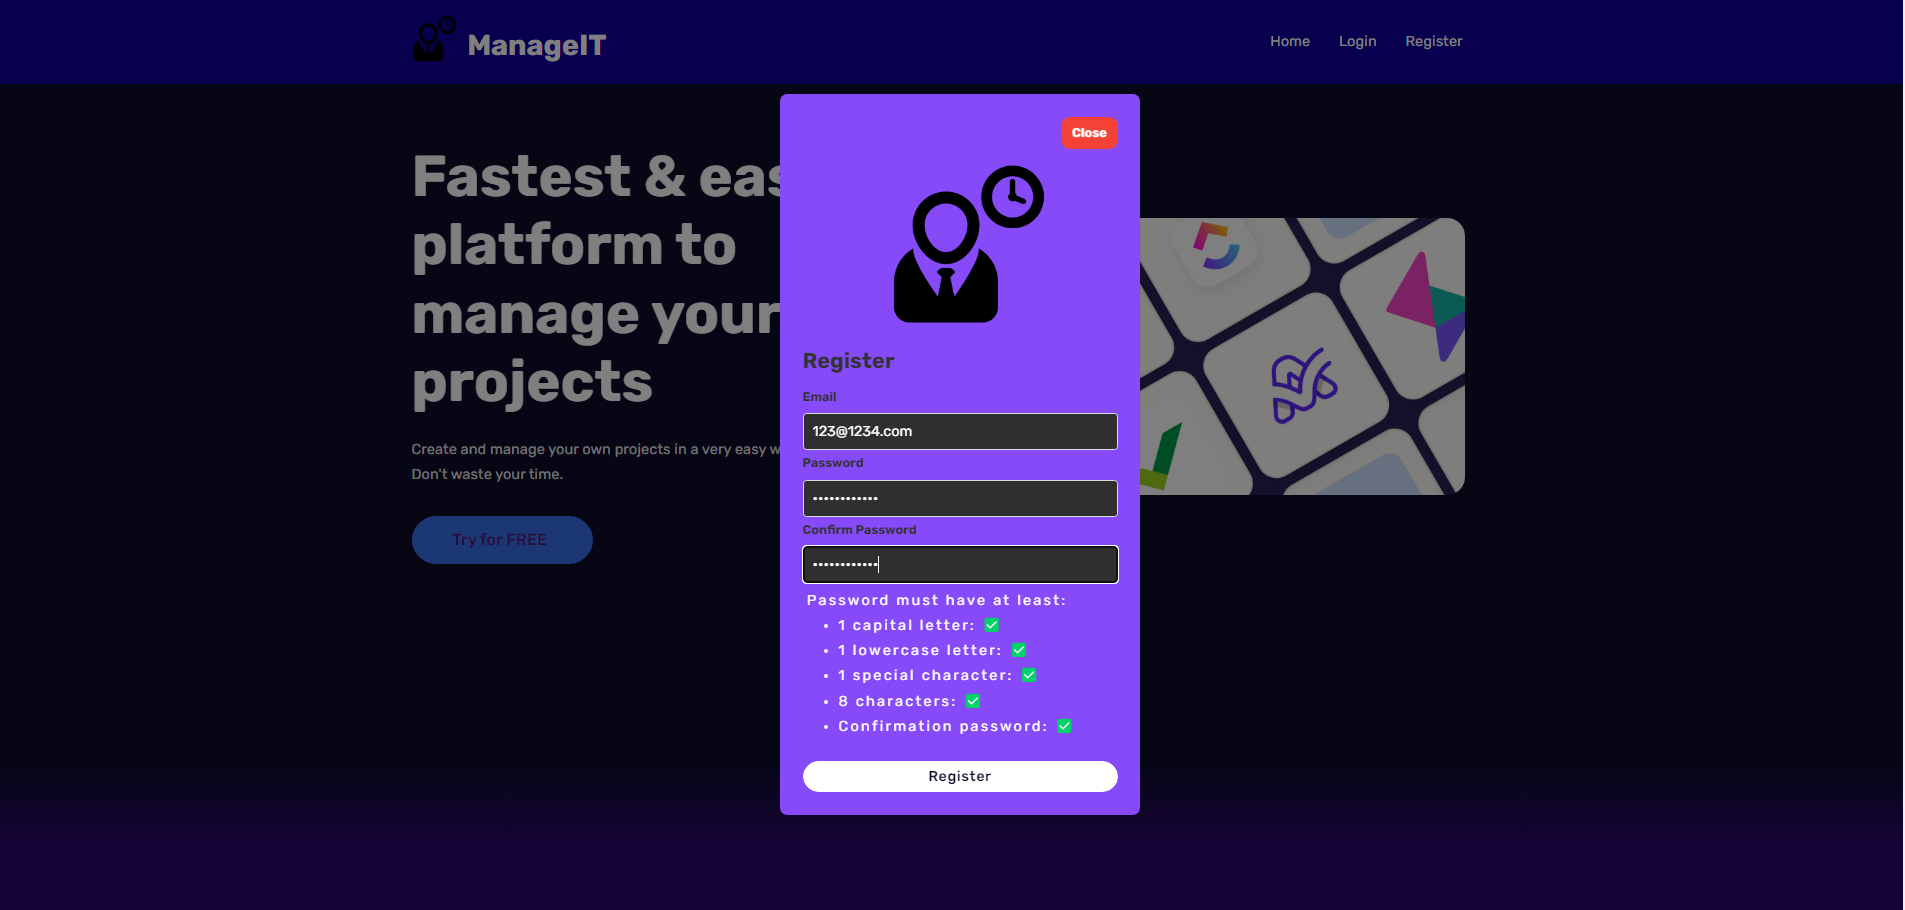 ManageIT
Home Login Register
Fastest & eas
platform to
manage your
projects
Create and manage your own projects in a very easy w
Don't waste your time.
Try for FREE
Close
Register
Email
123@1234.com
Password
••••••••••••
Confirm Password
••••••••••••
Password must have at least:
• 1 capital letter: ✅
• 1 lowercase letter: ✅
• 1 special character: ✅
• 8 characters: ✅
• Confirmation password: ✅
Register